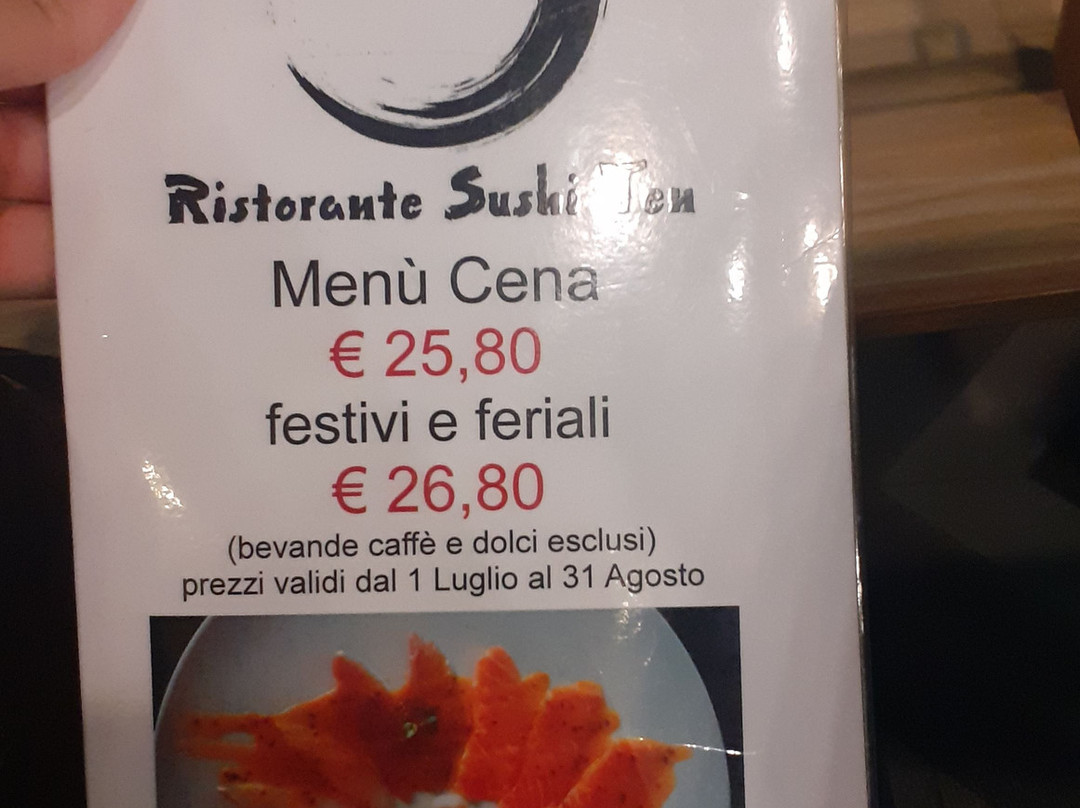 Ristorante Sushi Ten
Menù Cena
€ 25,80
festivi e feriali
€ 26,80
(bevande caffè e dolci esclusi)
prezzi validi dal 1 Luglio al 31 Agosto